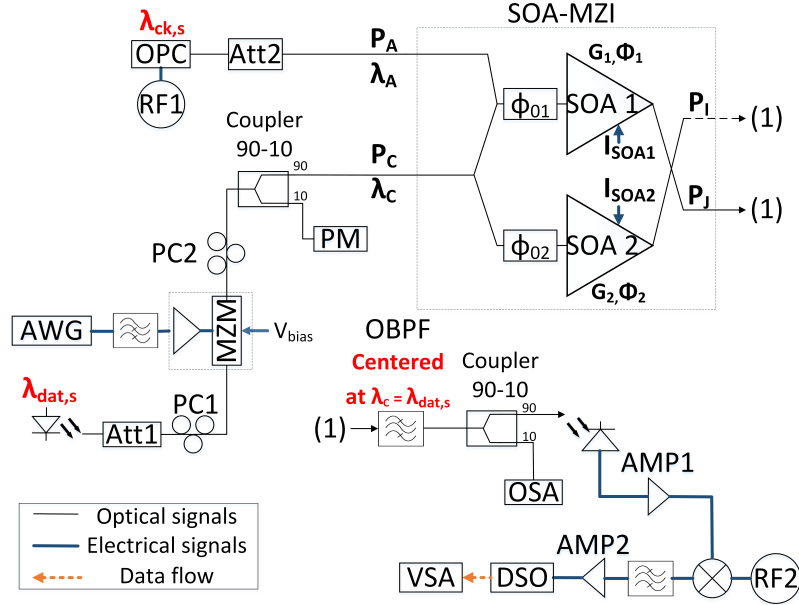 SOA-MZI
λck,s
OPC
Att2
RF1
PA
λA
G1,Φ1
ϕ01
SOA 1
ISOA1
PI
(1)
Coupler
90-10
90
10
PC
λC
PM
PC2
ISOA2
PJ
(1)
ϕ02
SOA 2
G2,Φ2
AWG
MZM
Vbias
OBPF
Centered
at λc = λdat,s
Coupler
90-10
λdat,s
PC1
Att1
(1)
90
10
OSA
AMP1
Optical signals
Electrical signals
Data flow
AMP2
VSA
DSO
RF2